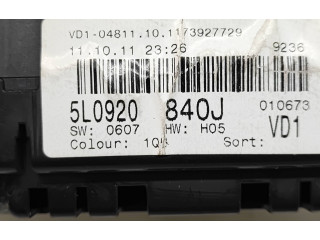 VD1-04811.10.1173927729
11.10.11 23:26 9236
5L0920 840J 010673
SW: 0607 HW: H05 VD1
Colour: Sort: